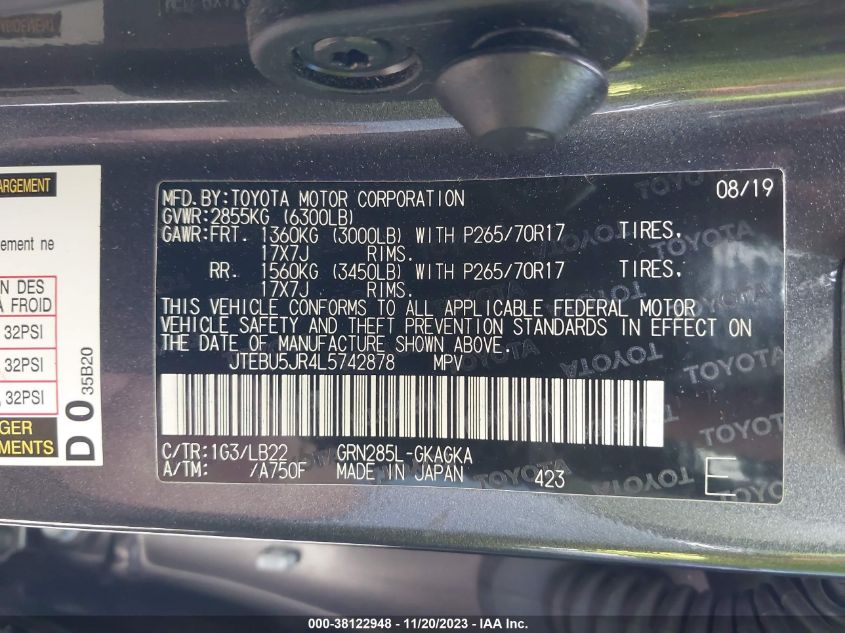 ARGEMENT
ement ne
N DES
A FROID
32PSI
32PSI
, 32PSI
GER
MENTS
D 0 35B20
MFD.BY:TOYOTA MOTOR CORPORATION 08/19
GVWR:2855KG (6300LB)
GAWR:FRT. 1360KG (3000LB) WITH P265/70R17 TIRES,
17X7J RIMS.
RR. 1560KG (3450LB) WITH P265/70R17 TIRES,
17X7J RIMS.
THIS VEHICLE CONFORMS TO ALL APPLICABLE FEDERAL MOTOR
VEHICLE SAFETY AND THEFT PREVENTION STANDARDS IN EFFECT ON
THE DATE OF MANUFACTURE SHOWN ABOVE.
JTEBU5JR4L5742878 MPV
C/TR:1G3/LB22 GRN285L-GKAGKA
A/TM: /A750F MADE IN JAPAN 423
E
TOYOTA
TOYOTA
TOYOTA
TOYOTA
000-38122948 - 11/20/2023 - IAA Inc.